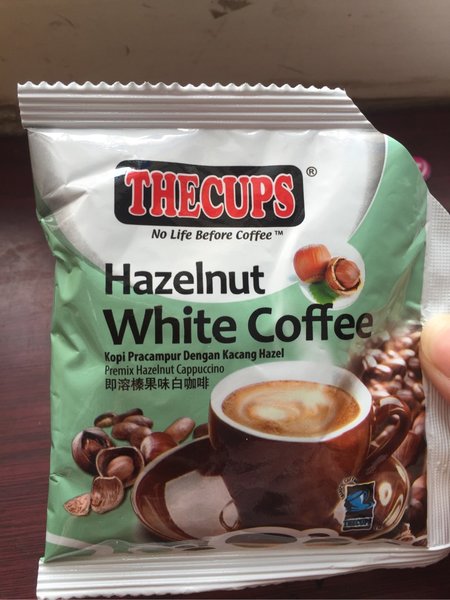 THECUPS®
No Life Before Coffee™
Hazelnut
White Coffee
Kopi Pracampur Dengan Kacang Hazel
Premix Hazelnut Cappuccino
即溶榛果味白咖啡
THECUPS